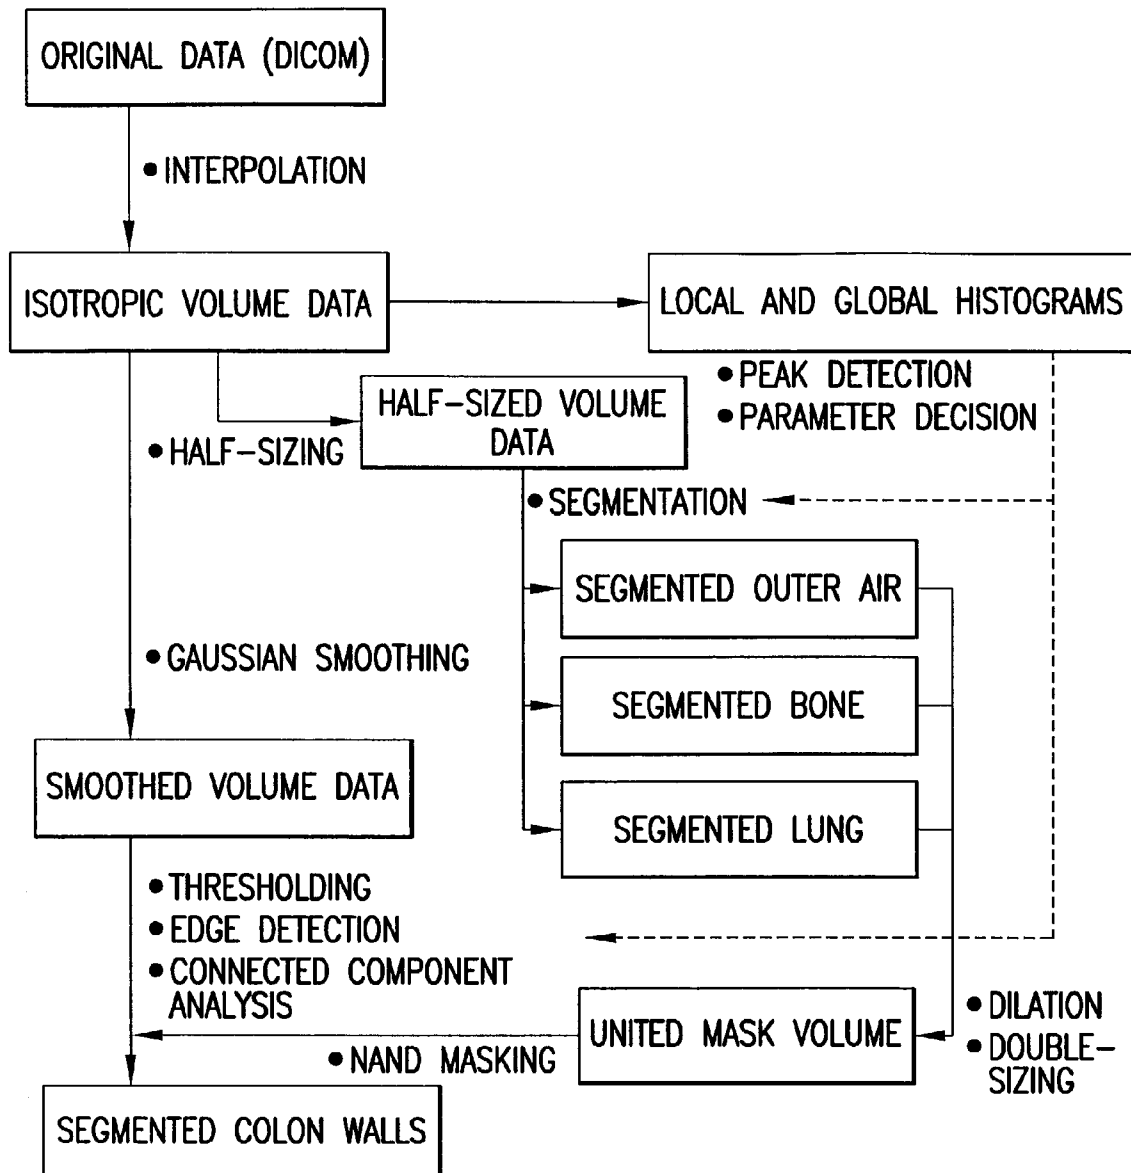 ORIGINAL DATA (DICOM)
• INTERPOLATION
ISOTROPIC VOLUME DATA
LOCAL AND GLOBAL HISTOGRAMS
• PEAK DETECTION
• PARAMETER DECISION
HALF-SIZED VOLUME
DATA
• HALF-SIZING
• SEGMENTATION
SEGMENTED OUTER AIR
• GAUSSIAN SMOOTHING
SEGMENTED BONE
SMOOTHED VOLUME DATA
SEGMENTED LUNG
• THRESHOLDING
• EDGE DETECTION
• CONNECTED COMPONENT
ANALYSIS
UNITED MASK VOLUME
• DILATION
• DOUBLE-
SIZING
• NAND MASKING
SEGMENTED COLON WALLS